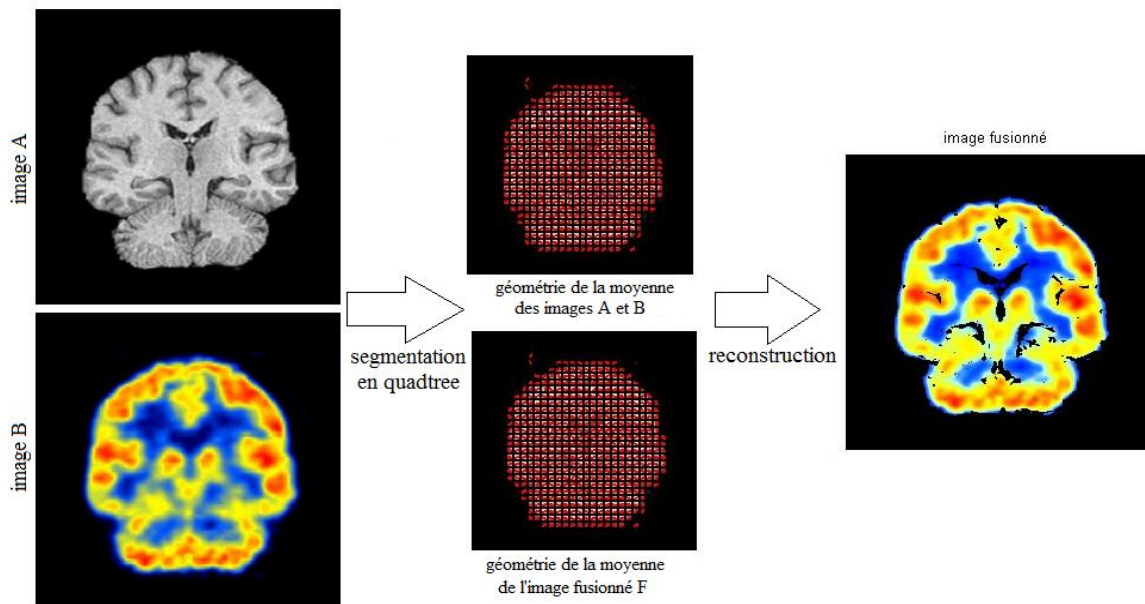 image A
image B
segmentation
en quadtree
géométrie de la moyenne
des images A et B
géométrie de la moyenne
de l'image fusionné F
reconstruction
image fusionné